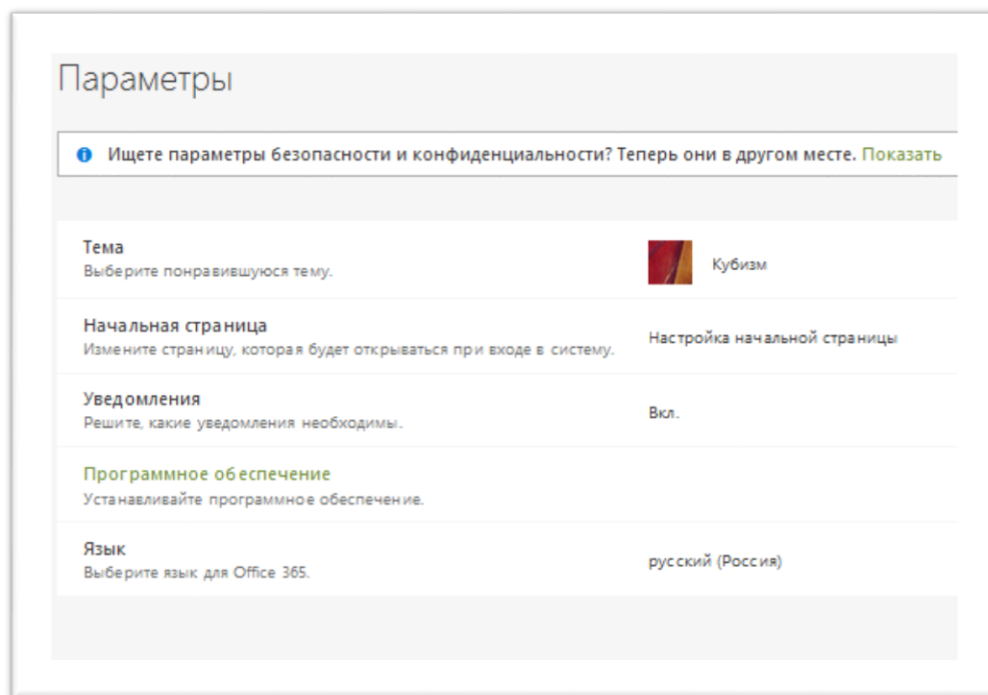 Параметры
Ищете параметры безопасности и конфиденциальности? Теперь они в другом месте. Показать
Тема
Выберите понравившуюся тему.
Кубизм
Начальная страница
Измените страницу, которая будет открываться при входе в систему.
Настройка начальной страницы
Уведомления
Решите, какие уведомления необходимы.
Вкл.
Программное обеспечение
Устанавливайте программное обеспечение.
Язык
Выберите язык для Office 365.
русский (Россия)